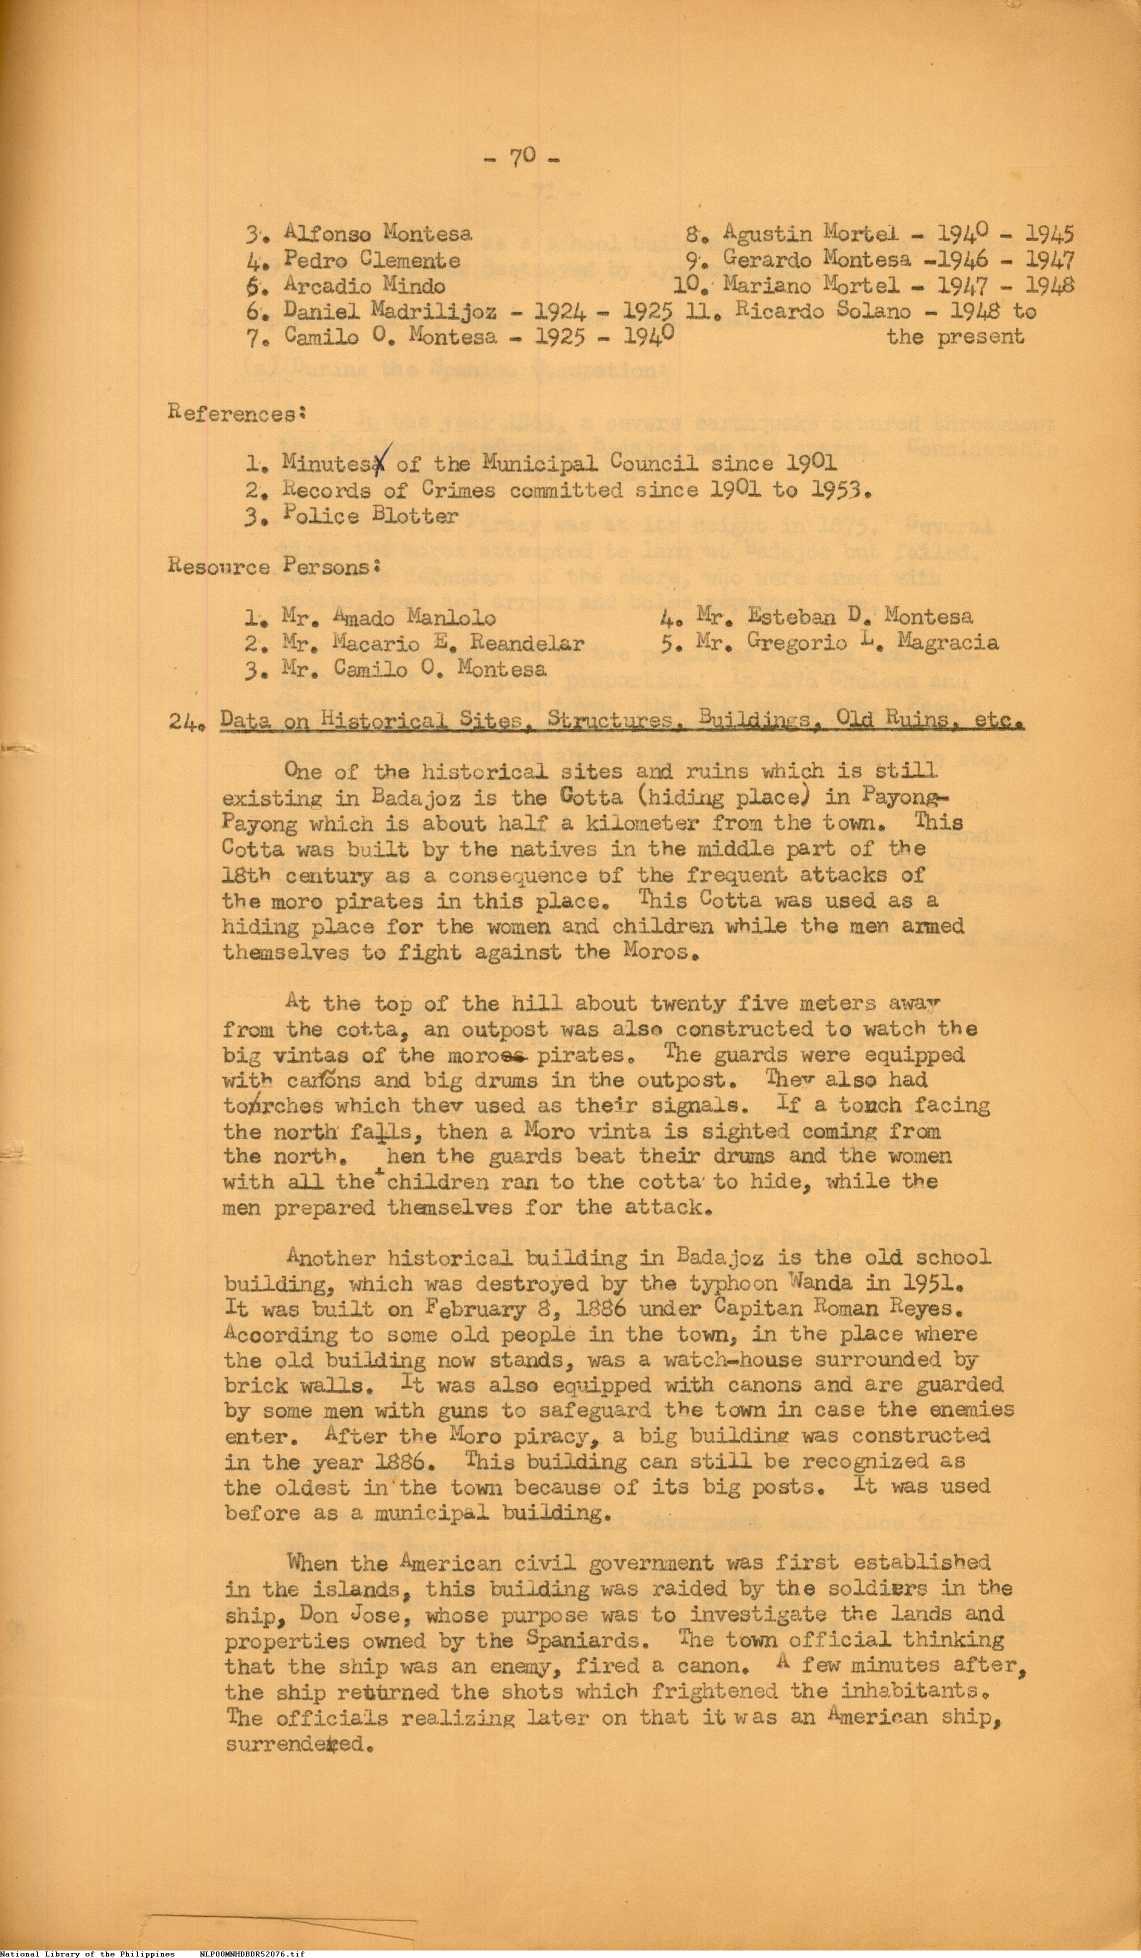 - 70 -
3. Alfonso Montesa 8. Agustin Mortel - 1940 - 1945
4. Pedro Clemente 9. Gerardo Montesa -1946 - 1947
5. Arcadio Mindo 10. Mariano Mortel - 1947 - 1948
6. Daniel Madrilijoz - 1924 - 1925 11. Ricardo Solano - 1948 to
7. Camilo O. Montesa - 1925 - 1940 the present
References:
1. Minutes of the Municipal Council since 1901
2. Records of Crimes committed since 1901 to 1953.
3. Police Blotter
Resource Persons:
1. Mr. Amado Manlolo 4. Mr. Esteban D. Montesa
2. Mr. Macario E. Reandelar 5. Mr. Gregorio L. Magracia
3. Mr. Camilo O. Montesa
24. Data on Historical Sites, Structures, Buildings, Old Ruins, etc.
One of the historical sites and ruins which is still
existing in Badajoz is the Cotta (hiding place) in Payong-
Payong which is about half a kilometer from the town. This
Cotta was built by the natives in the middle part of the
18th century as a consequence of the frequent attacks of
the moro pirates in this place. This Cotta was used as a
hiding place for the women and children while the men armed
themselves to fight against the Moros.
At the top of the hill about twenty five meters away
from the cotta, an outpost was also constructed to watch the
big vintas of the moro pirates. The guards were equipped
with canons and big drums in the outpost. They also had
torches which they used as their signals. If a touch facing
the north falls, then a Moro vinta is sighted coming from
the north. then the guards beat their drums and the women
with all the children ran to the cotta to hide, while the
men prepared themselves for the attack.
Another historical building in Badajoz is the old school
building, which was destroyed by the typhoon Wanda in 1951.
It was built on February 8, 1886 under Capitan Roman Reyes.
According to some old people in the town, in the place where
the old building now stands, was a watch-house surrounded by
brick walls. It was also equipped with canons and are guarded
by some men with guns to safeguard the town in case the enemies
enter. After the Moro piracy, a big building was constructed
in the year 1886. This building can still be recognized as
the oldest in the town because of its big posts. It was used
before as a municipal building.
When the American civil government was first established
in the islands, this building was raided by the soldiers in the
ship, Don Jose, whose purpose was to investigate the lands and
properties owned by the Spaniards. The town official thinking
that the ship was an enemy, fired a canon. A few minutes after,
the ship returned the shots which frightened the inhabitants.
The officials realizing later on that it was an American ship,
surrendered.
National Library of the Philippines NLP00MNHDBDR52076.tif